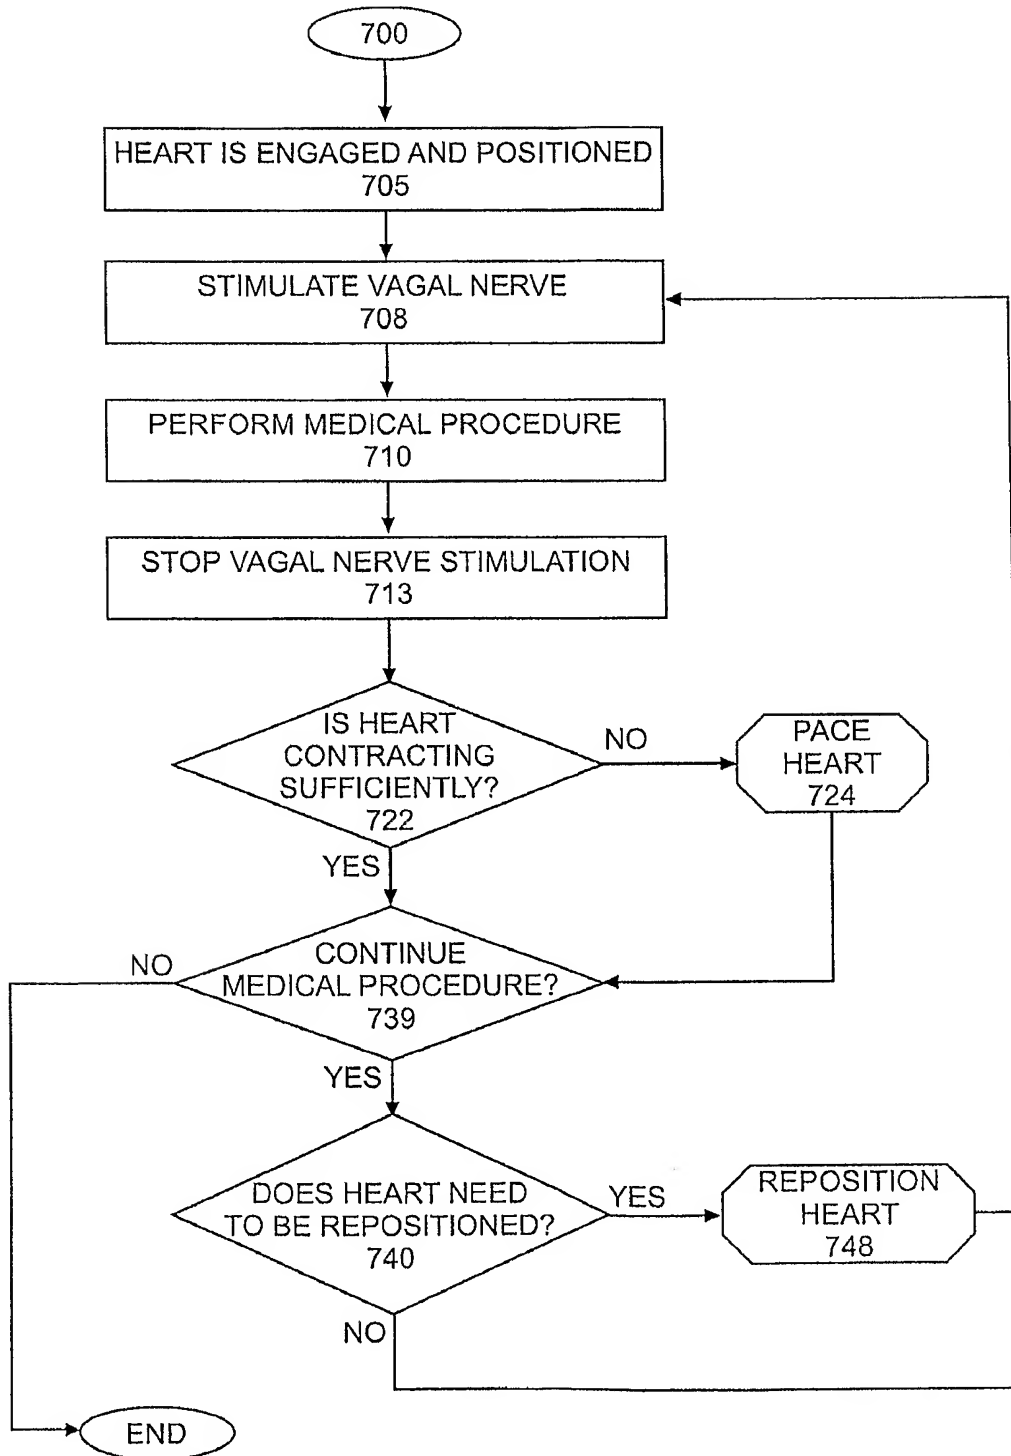 700
HEART IS ENGAGED AND POSITIONED
705
STIMULATE VAGAL NERVE
708
PERFORM MEDICAL PROCEDURE
710
STOP VAGAL NERVE STIMULATION
713
IS HEART
CONTRACTING
SUFFICIENTLY?
722
NO
PACE
HEART
724
YES
CONTINUE
MEDICAL PROCEDURE?
739
NO
YES
DOES HEART NEED
TO BE REPOSITIONED?
740
YES
REPOSITION
HEART
748
NO
END